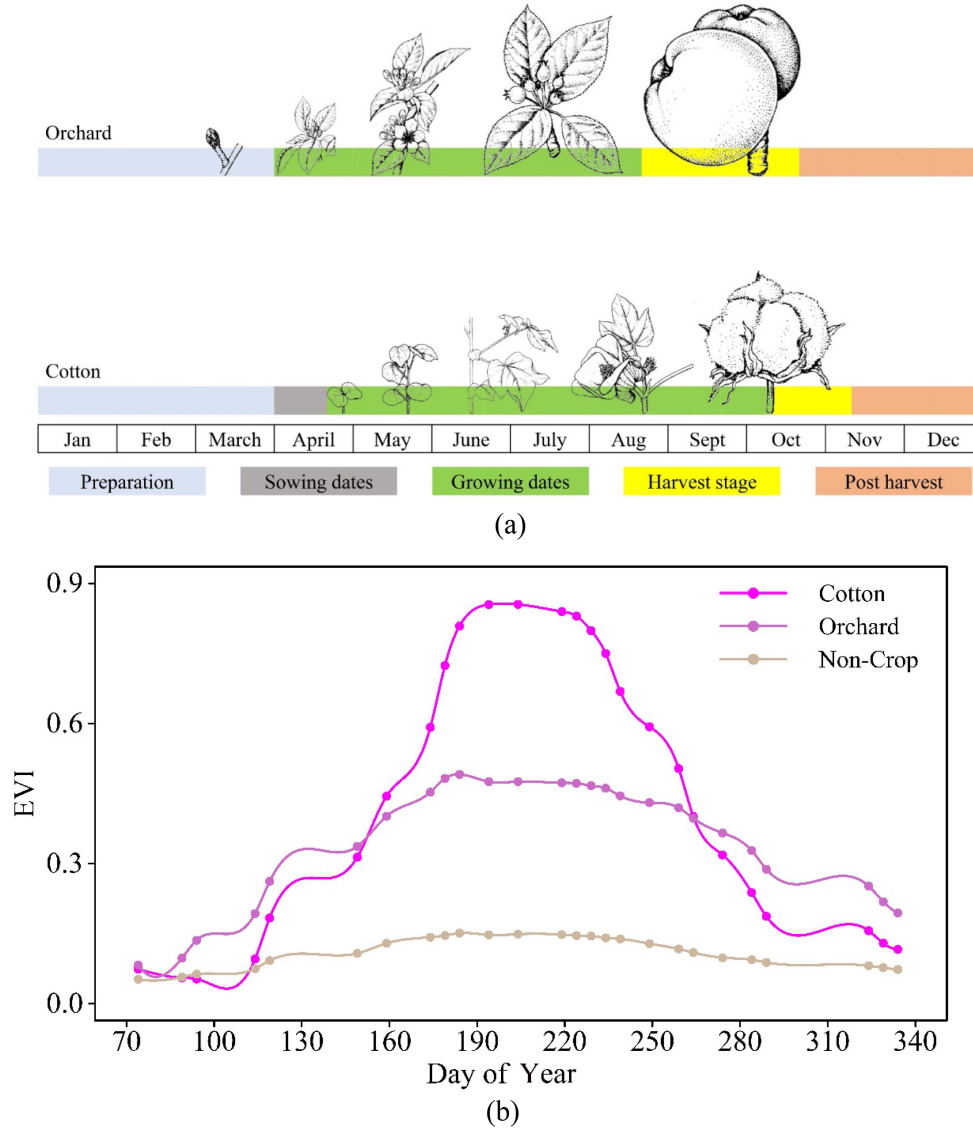 Orchard
Cotton
Jan Feb March April May June July Aug Sept Oct Nov Dec
Preparation Sowing dates Growing dates Harvest stage Post harvest
(a)
0.9
0.6
0.3
0.0
EVI
Cotton
Orchard
Non-Crop
70 100 130 160 190 220 250 280 310 340
Day of Year
(b)